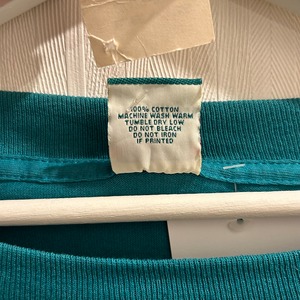 100% COTTON
MACHINE WASH WARM
TUMBLE DRY LOW
DO NOT BLEACH
DO NOT IRON
IF PRINTED